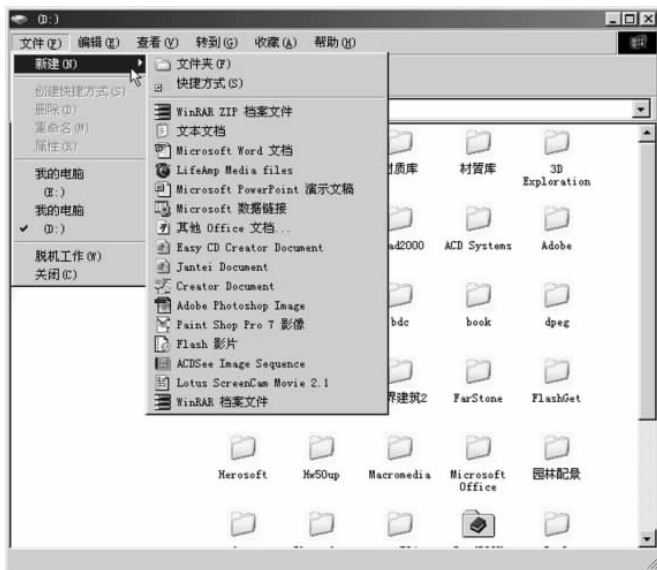 (D:)
文件(F) 编辑(E) 查看(V) 转到(G) 收藏(A) 帮助(H)
新建(N)
创建快捷方式(S)
删除(D)
重命名(M)
属性(R)
我的电脑
(E:)
我的电脑
(D:)
脱机工作(W)
关闭(C)
文件夹(F)
快捷方式(S)
WinRAR ZIP 档案文件
文本文档
Microsoft Word 文档
LifeAmp Media files
Microsoft PowerPoint 演示文稿
Microsoft 数据链接
其他 Office 文档...
Easy CD Creator Document
Jantei Document
Creator Document
Adobe Photoshop Image
Paint Shop Pro 7 影像
Flash 影片
ACDSee Image Sequence
Lotus ScreenCam Movie 2.1
WinRAR 档案文件
材质库 材質库 3D Exploration
ad2000 ACD Systems Adobe
bdc book dpeg
界建筑2 FarStone FlashGet
Herosoft Hw50up Macromedia Microsoft Office 园林配景